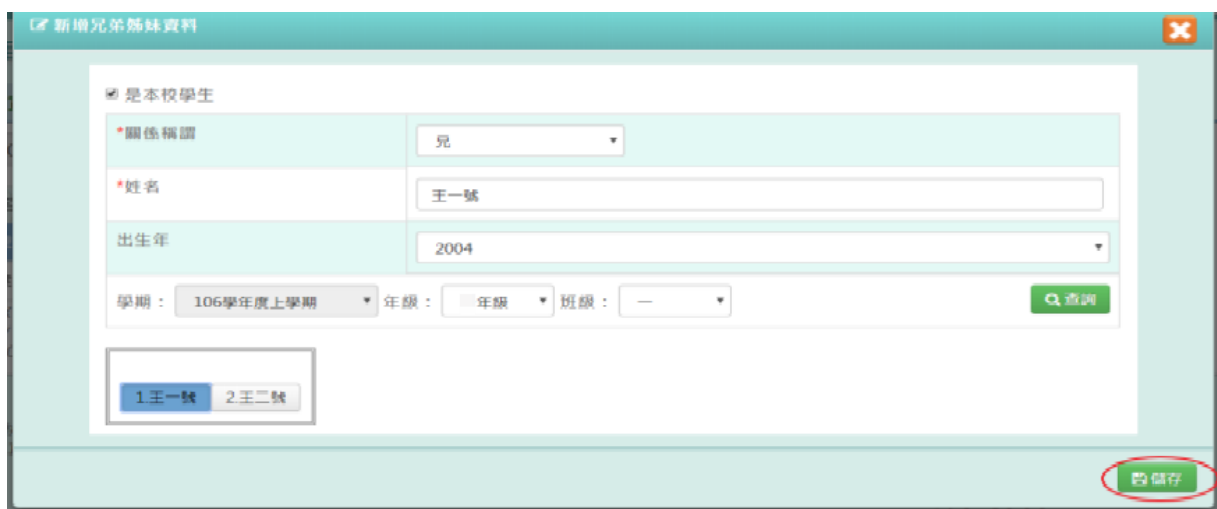 新增兄弟姊妹資料
是本校學生
*關係稱謂
兄
*姓名
王一號
出生年
2004
學期： 106學年度上學期 年級： 年級 班級： 一 查詢
1.王一號 2.王二號
儲存